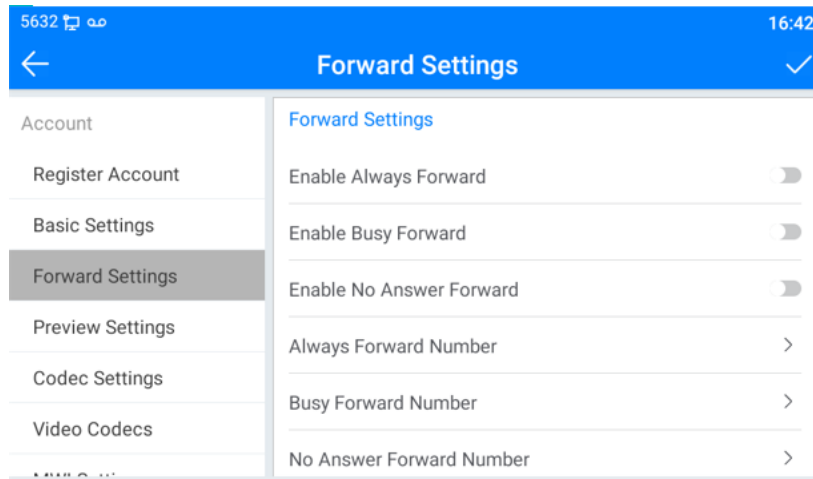 5632
16:42
Forward Settings
Account
Register Account
Basic Settings
Forward Settings
Preview Settings
Codec Settings
Video Codecs
Forward Settings
Enable Always Forward
Enable Busy Forward
Enable No Answer Forward
Always Forward Number
Busy Forward Number
No Answer Forward Number